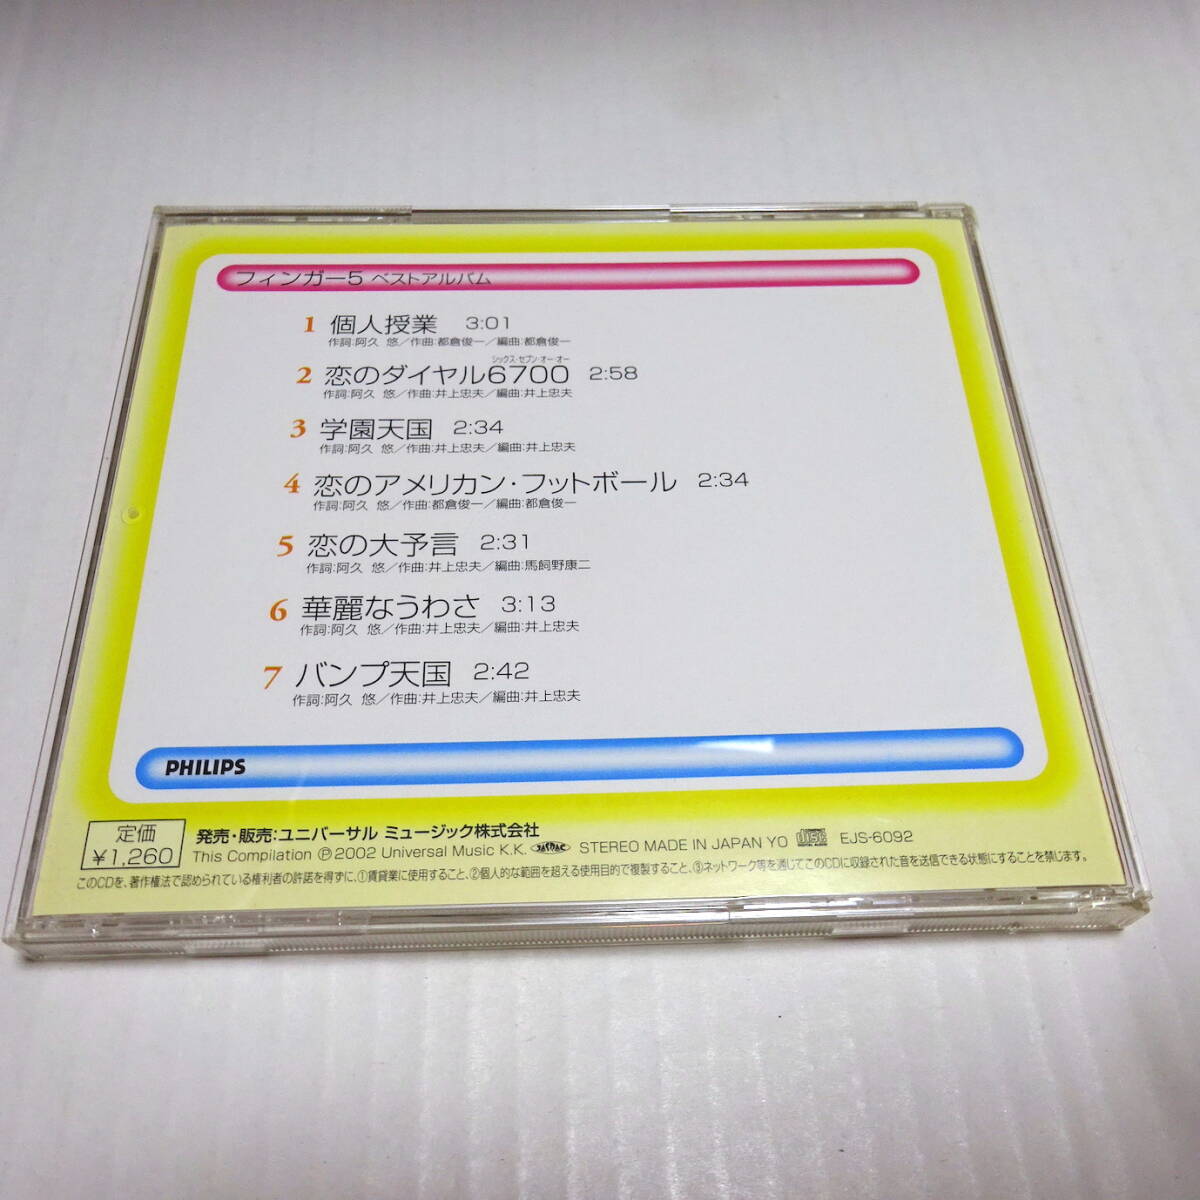 フィンガー5 ベストアルバム
1 個人授業 3:01
作詞:阿久 悠／作曲:都倉俊一／編曲:都倉俊一
シックス・セブン・オー・オー
2 恋のダイヤル6700 2:58
作詞:阿久 悠／作曲:井上忠夫／編曲:井上忠夫
3 学園天国 2:34
作詞:阿久 悠／作曲:井上忠夫／編曲:井上忠夫
4 恋のアメリカン・フットボール 2:34
作詞:阿久 悠／作曲:都倉俊一／編曲:都倉俊一
5 恋の大予言 2:31
作詞:阿久 悠／作曲:井上忠夫／編曲:馬飼野康二
6 華麗なうわさ 3:13
作詞:阿久 悠／作曲:井上忠夫／編曲:井上忠夫
7 バンプ天国 2:42
作詞:阿久 悠／作曲:井上忠夫／編曲:井上忠夫
PHILIPS
定価
¥1,260
発売・販売:ユニバーサル ミュージック株式会社
This Compilation ℗2002 Universal Music K.K. JASRAC STEREO MADE IN JAPAN YO COMPACT disc DIGITAL AUDIO EJS-6092
このCDを、著作権法で認められている権利者の許諾を得ずに、①賃貸業に使用すること、②個人的な範囲を超える使用目的で複製すること、③ネットワーク等を通じてこのCDに収録された音を送信できる状態にすることを禁じます。